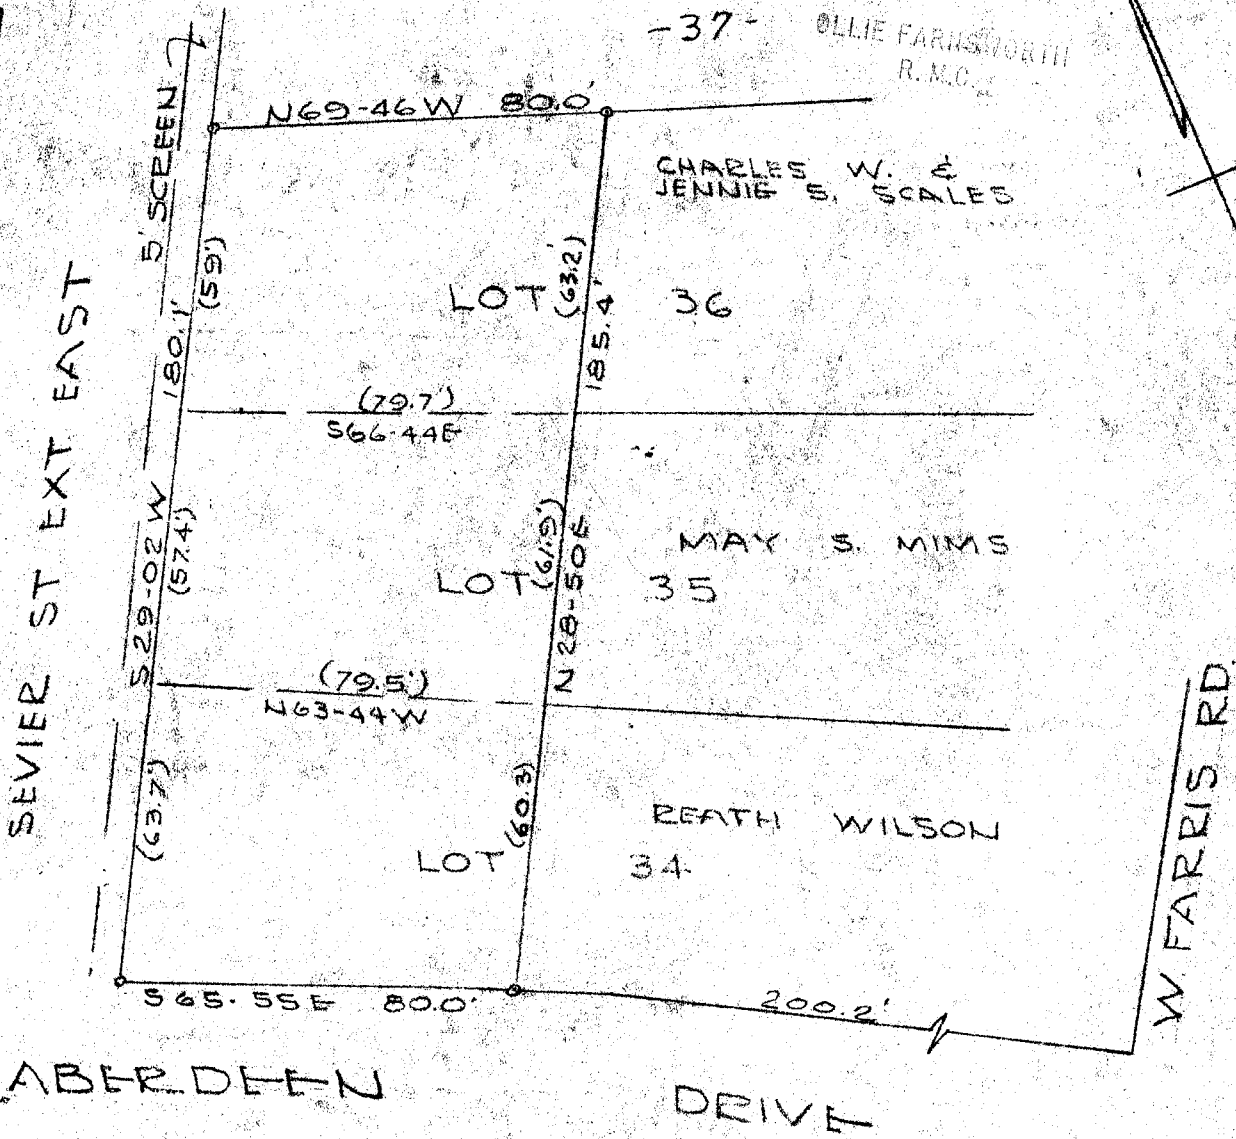 -37-
OLLIE FARNSWORTH
R.M.C.
N69-46W 80.0'
5' SCREEN
CHARLES W. &
JENNIE S. SCALES
(59')
(63.2')
LOT 36
180.1'
185.4'
(79.7')
S66-44E
SEVIER ST EXT EAST
S29-02W
(57.4')
(61.9')
N 28-50E
MAY S. MIMS
LOT 35
(79.5')
N63-44W
(63.7')
(60.3)
REATH WILSON
LOT 34
W. FARRIS RD.
S65-55E 80.0'
200.2'
ABERDEEN DRIVE